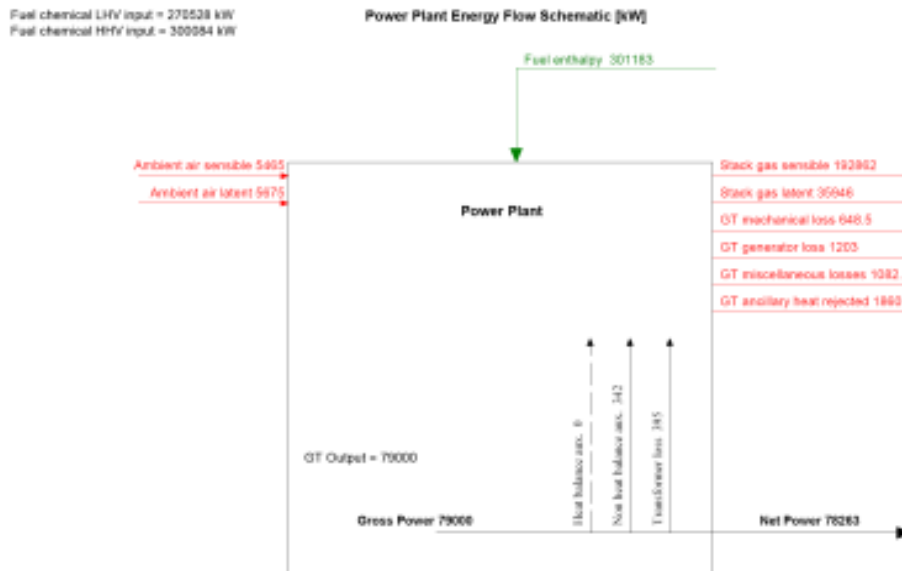 Fuel chemical LHV input = 270528 kW
Fuel chemical HHV input = 300084 kW
Power Plant Energy Flow Schematic [kW]
Fuel enthalpy 301183
Ambient air sensible 5465
Ambient air latent 5675
Stack gas sensible 192862
Stack gas latent 35946
GT mechanical loss 648.5
GT generator loss 1203
GT miscellaneous losses 1082
GT ancillary heat rejected 1860
Power Plant
Heat balance aux. 0
Non heat balance aux. 342
Transformer loss 395
GT Output = 79000
Gross Power 79000
Net Power 78263